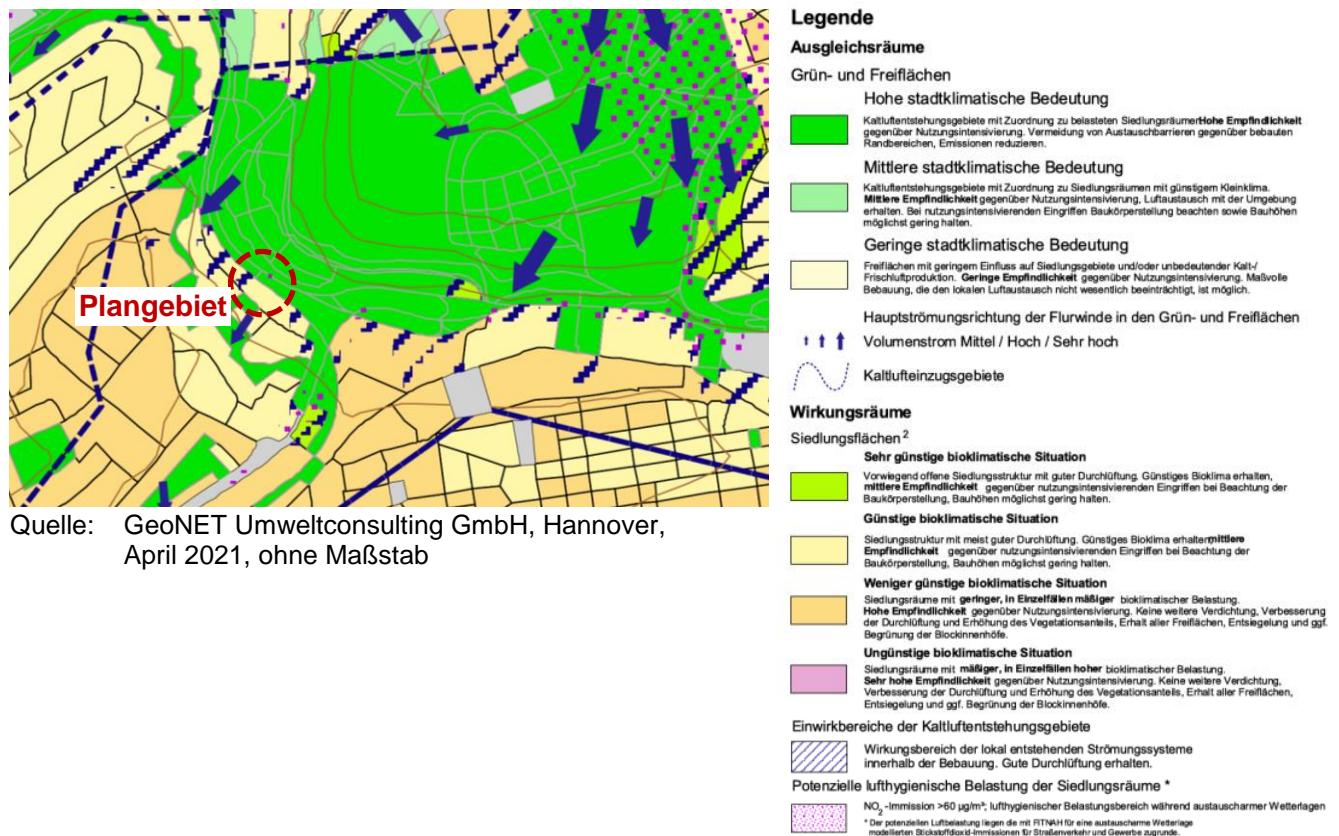 Plangebiet
Quelle: GeoNET Umweltconsulting GmbH, Hannover,
April 2021, ohne Maßstab
Legende
Ausgleichsräume
Grün- und Freiflächen
Hohe stadtklimatische Bedeutung
Kaltluftentstehungsgebiete mit Zuordnung zu belasteten Siedlungsräumen Hohe Empfindlichkeit
gegenüber Nutzungsintensivierung. Vermeidung von Austauschbarrieren gegenüber bebauten
Randbereichen, Emissionen reduzieren.
Mittlere stadtklimatische Bedeutung
Kaltluftentstehungsgebiete mit Zuordnung zu Siedlungsräumen mit günstigem Kleinklima.
Mittlere Empfindlichkeit gegenüber Nutzungsintensivierung, Luftaustausch mit der Umgebung
erhalten. Bei nutzungsintensivierenden Eingriffen Baukörperstellung beachten sowie Bauhöhen
möglichst gering halten.
Geringe stadtklimatische Bedeutung
Freiflächen mit geringem Einfluss auf Siedlungsgebiete und/oder unbedeutender Kalt-/
Frischluftproduktion. Geringe Empfindlichkeit gegenüber Nutzungsintensivierung. Maßvolle
Bebauung, die den lokalen Luftaustausch nicht wesentlich beeinträchtigt, ist möglich.
Hauptströmungsrichtung der Flurwinde in den Grün- und Freiflächen
Volumenstrom Mittel / Hoch / Sehr hoch
Kaltlufteinzugsgebiete
Wirkungsräume
Siedlungsflächen 2
Sehr günstige bioklimatische Situation
Vorwiegend offene Siedlungsstruktur mit guter Durchlüftung. Günstiges Bioklima erhalten,
mittlere Empfindlichkeit gegenüber nutzungsintensivierenden Eingriffen bei Beachtung der
Baukörperstellung, Bauhöhen möglichst gering halten.
Günstige bioklimatische Situation
Siedlungsstruktur mit meist guter Durchlüftung. Günstiges Bioklima erhalten, mittlere
Empfindlichkeit gegenüber nutzungsintensivierenden Eingriffen bei Beachtung der
Baukörperstellung, Bauhöhen möglichst gering halten.
Weniger günstige bioklimatische Situation
Siedlungsräume mit geringer, in Einzelfällen mäßiger bioklimatischer Belastung.
Hohe Empfindlichkeit gegenüber Nutzungsintensivierung. Keine weitere Verdichtung, Verbesserung
der Durchlüftung und Erhöhung des Vegetationsanteils, Erhalt aller Freiflächen, Entsiegelung und ggf.
Begrünung der Blockinnenhöfe.
Ungünstige bioklimatische Situation
Siedlungsräume mit mäßiger, in Einzelfällen hoher bioklimatischer Belastung.
Sehr hohe Empfindlichkeit gegenüber Nutzungsintensivierung. Keine weitere Verdichtung,
Verbesserung der Durchlüftung und Erhöhung des Vegetationsanteils, Erhalt aller Freiflächen,
Entsiegelung und ggf. Begrünung der Blockinnenhöfe.
Einwirkbereiche der Kaltluftentstehungsgebiete
Wirkungsbereich der lokal entstehenden Strömungssysteme
innerhalb der Bebauung. Gute Durchlüftung erhalten.
Potenzielle lufthygienische Belastung der Siedlungsräume *
NO2-Immission >60 µg/m³; lufthygienischer Belastungsbereich während austauscharmer Wetterlagen
* Der potenziellen Luftbelastung liegen die mit FITNAH für eine austauscharme Wetterlage
modellierten Stickstoffdioxid-Immissionen für Straßenverkehr und Gewerbe zugrunde.